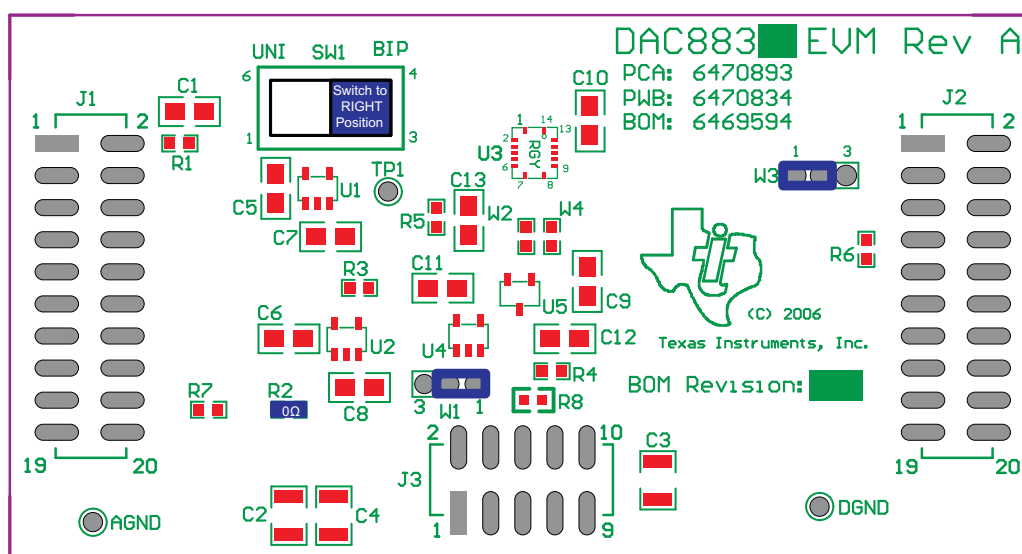 DAC883 EVM Rev A
UNI SW1 BIP
PCA: 6470893
PWB: 6470834
BOM: 6469594
6 4
Switch to
RIGHT
Position
1 3
C10
J1
C1
1 2
R1
J2
1 2
1 14
2 13
U3
RGY
6 9
7 8
TP1
U1
C5
C13
R5
W2
W4
1 3
W3
C7
R6
R3
C11
C9
U5
(C) 2006
C6
U2
U4
C12
Texas Instruments, Inc.
R4
BOM Revision:
R7
R2
0Ω
C8
3 W1 1
R8
2 10
J3
C3
1 9
19 20
19 20
C2
C4
AGND
DGND